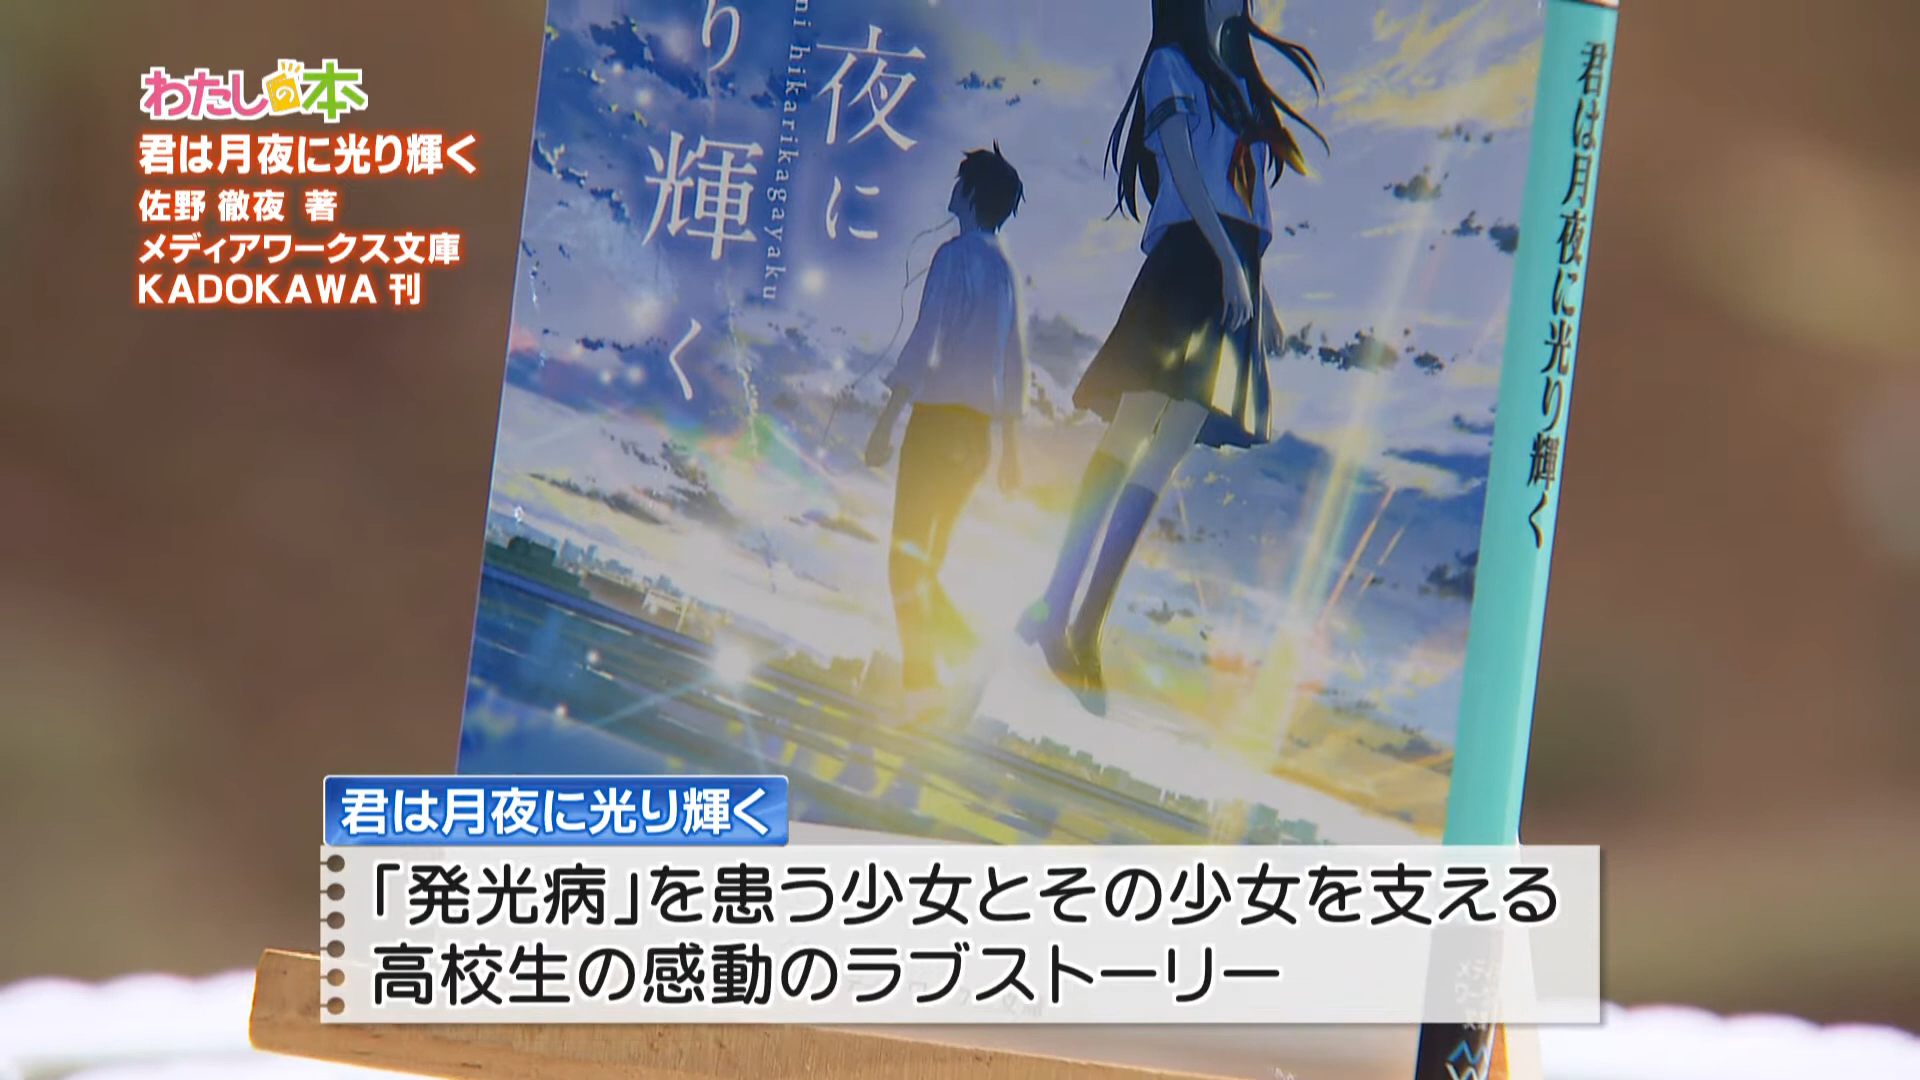 わたしの本
君は月夜に光り輝く
佐野 徹夜 著
メディアワークス文庫
KADOKAWA 刊
夜に
り輝く
ni hikarikagayaku
君は月夜に光り輝く
君は月夜に光り輝く
「発光病」を患う少女とその少女を支える
高校生の感動のラブストーリー